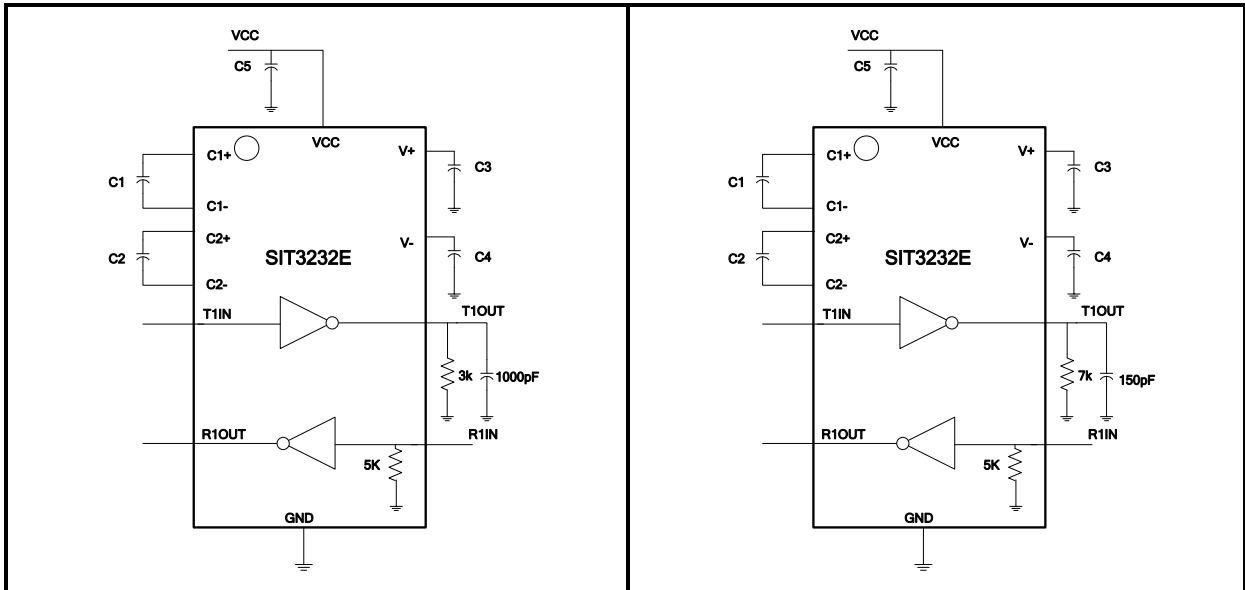 VCC
C5
VCC
C1+
V+
C1
C3
C1-
C2+
V-
C2
SIT3232E
C4
C2-
T1IN
T1OUT
3k
1000pF
R1OUT
R1IN
5K
GND
VCC
C5
VCC
C1+
V+
C1
C3
C1-
C2+
V-
C2
SIT3232E
C4
C2-
T1IN
T1OUT
7k
150pF
R1OUT
R1IN
5K
GND